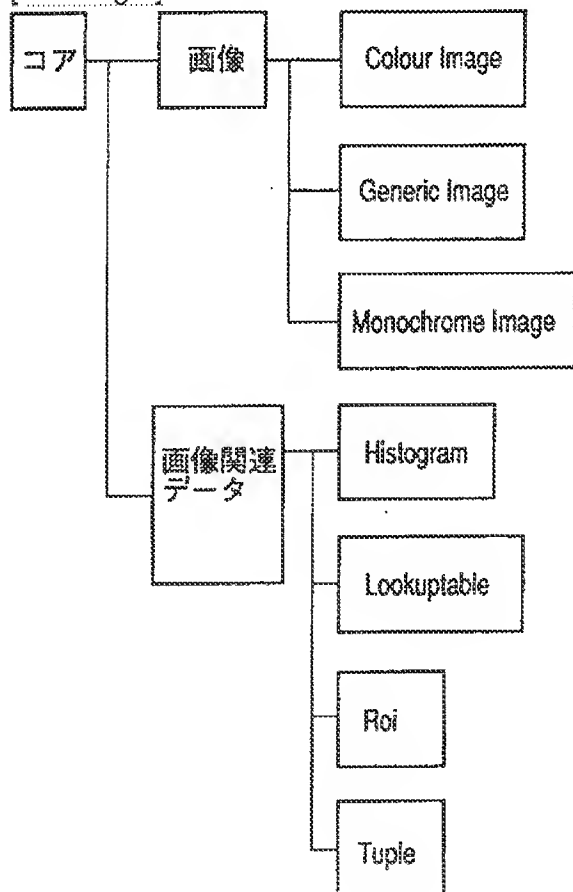 コア
画像
Colour Image
Generic Image
Monochrome Image
画像関連
データ
Histogram
Lookuptable
Roi
Tuple